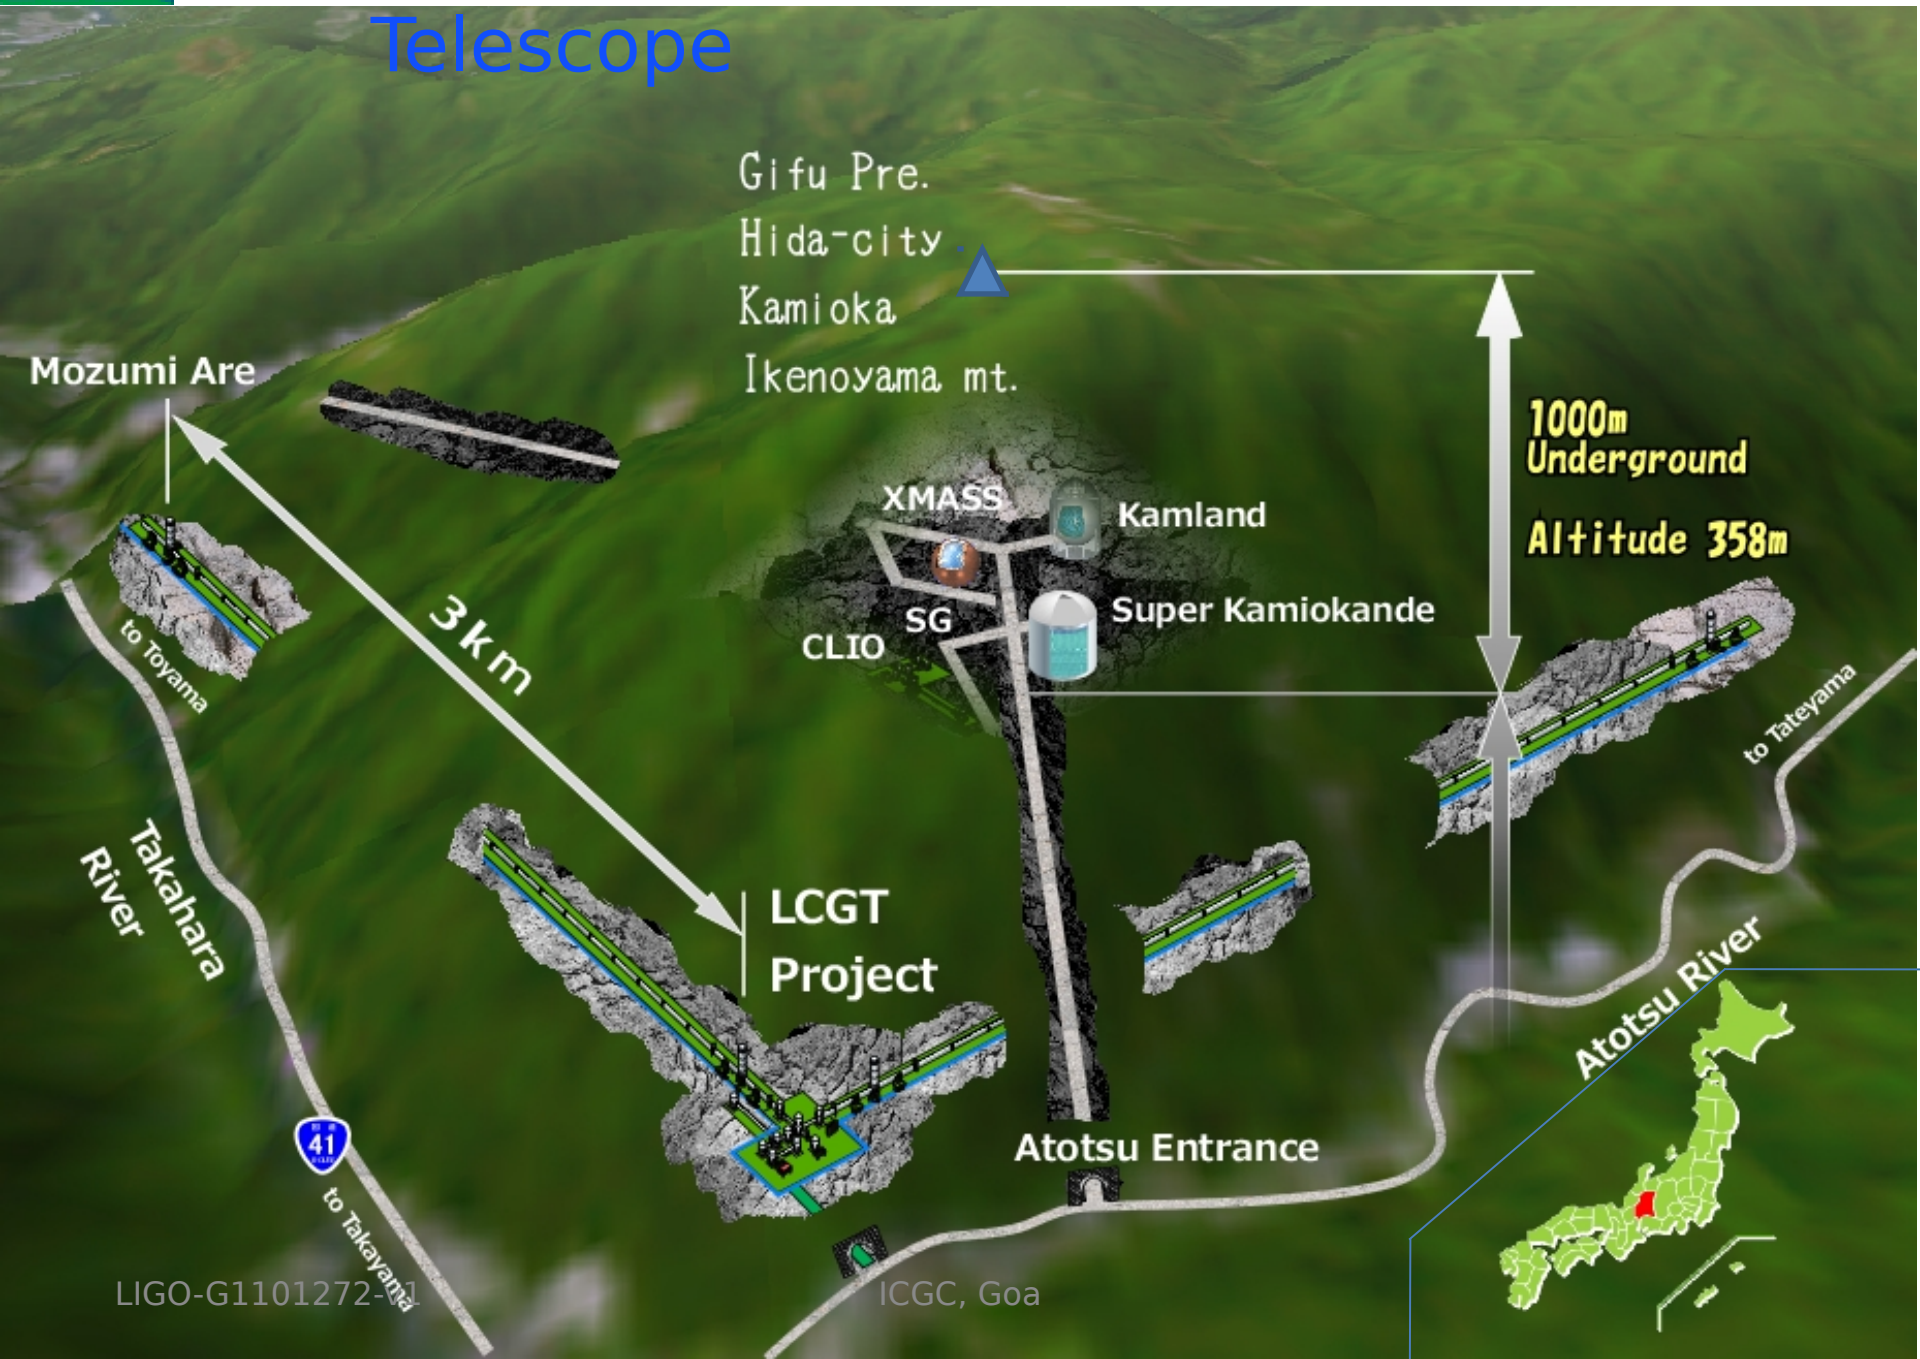 Telescope
Gifu Pre.
Hida-city
Kamioka
Ikenoyama mt.
Mozumi Are
1000m
Underground
Altitude 358m
XMASS
Kamland
SG
CLIO
Super Kamiokande
3km
to Toyama
to Tateyama
Takahara
River
LCGT
Project
Atotsu River
Atotsu Entrance
41
to Takayama
LIGO-G1101272-v1
ICGC, Goa